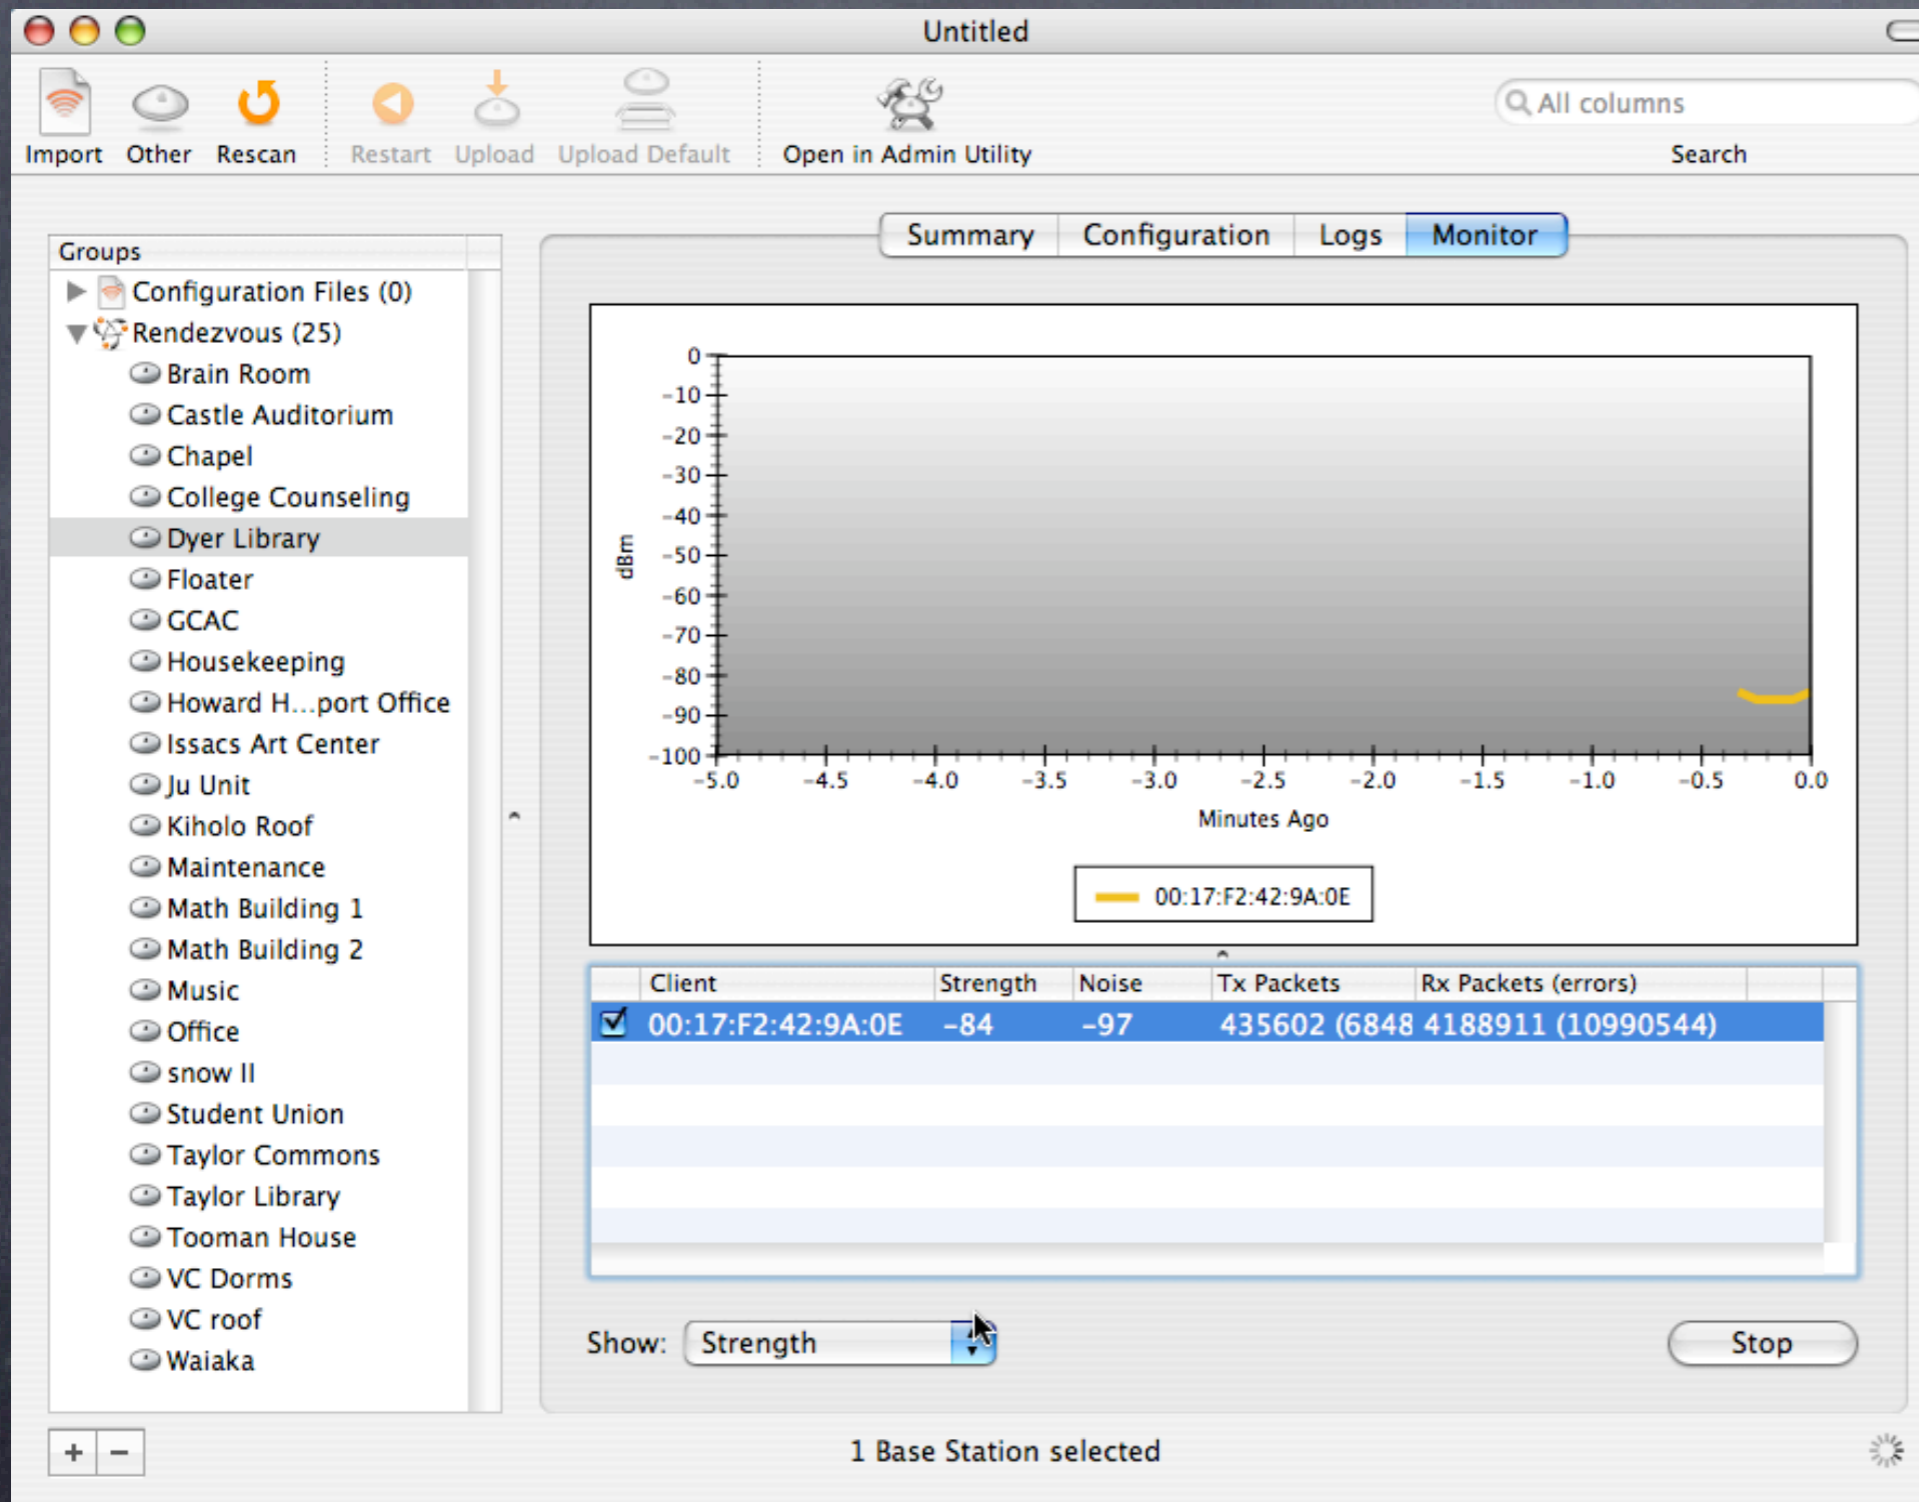 Untitled
Import Other Rescan Restart Upload Upload Default Open in Admin Utility Search
All columns
Summary Configuration Logs Monitor
Groups
Configuration Files (0)
Rendezvous (25)
Brain Room
Castle Auditorium
Chapel
College Counseling
Dyer Library
Floater
GCAC
Housekeeping
Howard H...port Office
Issacs Art Center
Ju Unit
Kiholo Roof
Maintenance
Math Building 1
Math Building 2
Music
Office
snow II
Student Union
Taylor Commons
Taylor Library
Tooman House
VC Dorms
VC roof
Waiaka
dBm
0
-10
-20
-30
-40
-50
-60
-70
-80
-90
-100
-5.0 -4.5 -4.0 -3.5 -3.0 -2.5 -2.0 -1.5 -1.0 -0.5 0.0
Minutes Ago
00:17:F2:42:9A:0E
Client Strength Noise Tx Packets Rx Packets (errors)
00:17:F2:42:9A:0E -84 -97 435602 (6848 4188911 (10990544)
Show: Strength
Stop
+ -
1 Base Station selected